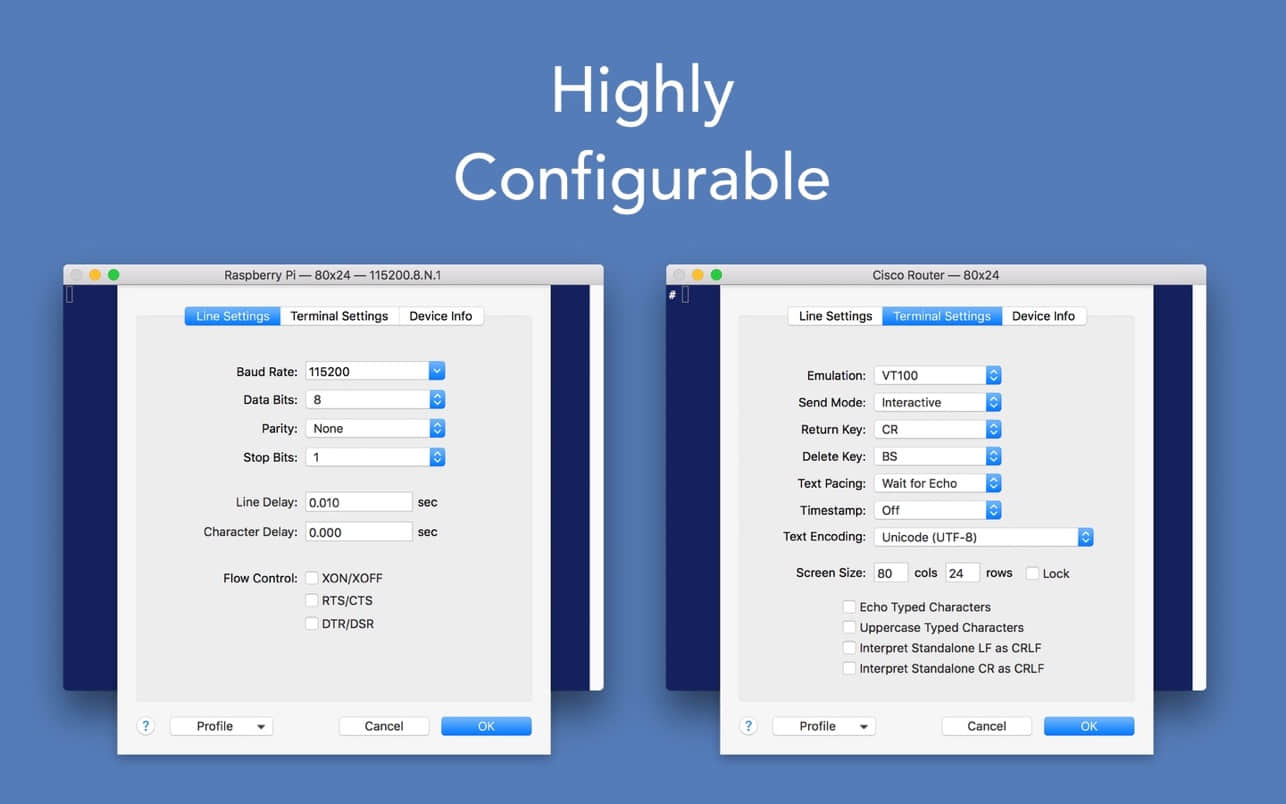 Highly
Configurable
Raspberry Pi — 80x24 — 115200.8.N.1
Line Settings Terminal Settings Device Info
Baud Rate: 115200
Data Bits: 8
Parity: None
Stop Bits: 1
Line Delay: 0.010 sec
Character Delay: 0.000 sec
Flow Control: XON/XOFF
RTS/CTS
DTR/DSR
? Profile Cancel OK
Cisco Router — 80x24
#
Line Settings Terminal Settings Device Info
Emulation: VT100
Send Mode: Interactive
Return Key: CR
Delete Key: BS
Text Pacing: Wait for Echo
Timestamp: Off
Text Encoding: Unicode (UTF-8)
Screen Size: 80 cols 24 rows Lock
Echo Typed Characters
Uppercase Typed Characters
Interpret Standalone LF as CRLF
Interpret Standalone CR as CRLF
? Profile Cancel OK